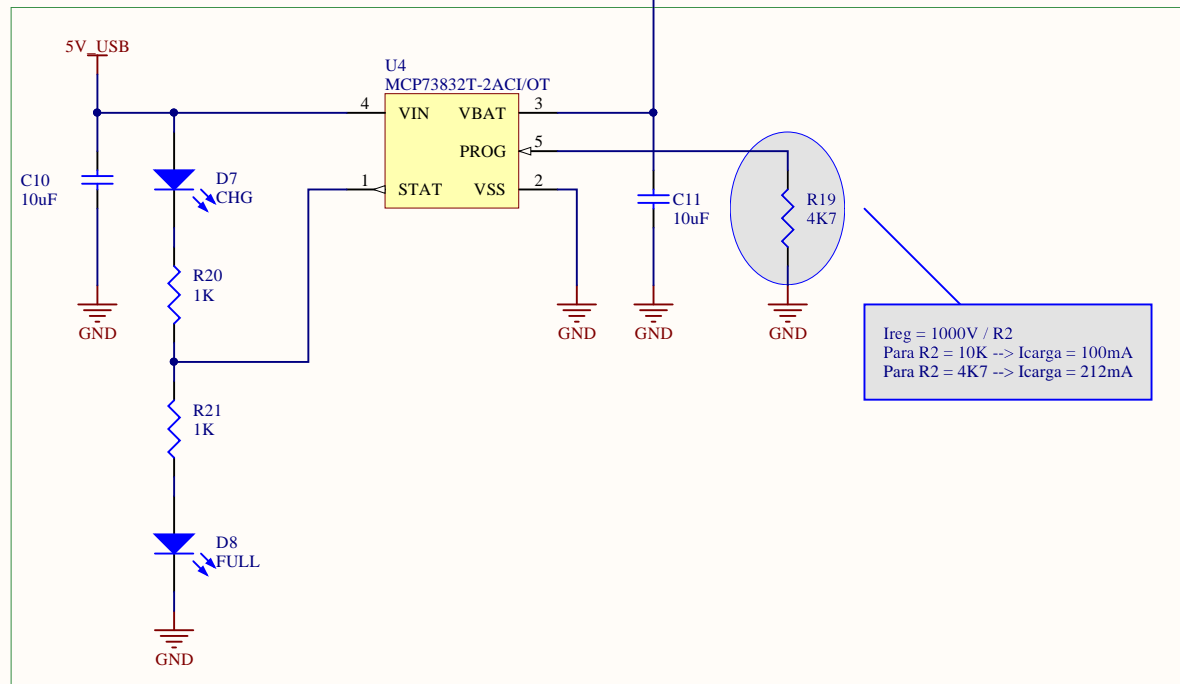 5V_USB
U4
MCP73832T-2ACI/OT
4
VIN
VBAT
3
PROG
5
1
STAT
VSS
2
C10
10uF
D7
CHG
C11
10uF
R19
4K7
R20
1K
GND
GND
GND
GND
Ireg = 1000V / R2
Para R2 = 10K --> Icarga = 100mA
Para R2 = 4K7 --> Icarga = 212mA
R21
1K
D8
FULL
GND